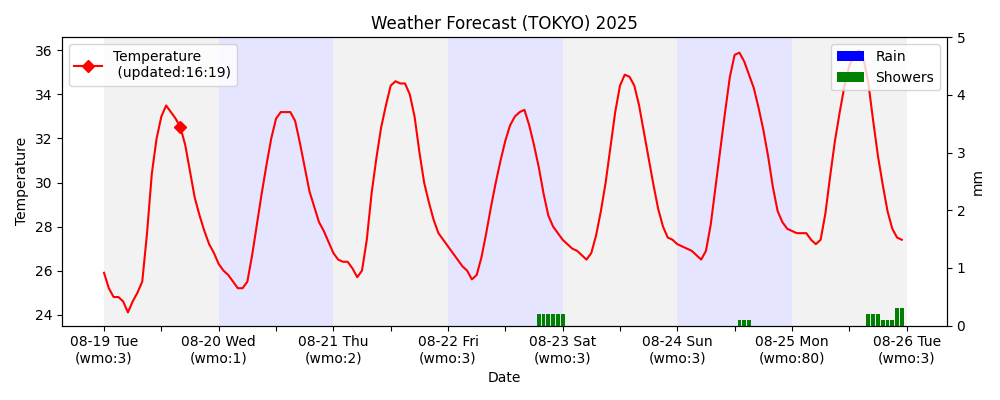 Weather Forecast (TOKYO) 2025
Temperature
(updated:16:19)
Rain
Showers
Temperature
36
34
32
30
28
26
24
5
4
3
2
1
0
mm
08-19 Tue
(wmo:3)
08-20 Wed
(wmo:1)
08-21 Thu
(wmo:2)
08-22 Fri
(wmo:3)
08-23 Sat
(wmo:3)
08-24 Sun
(wmo:3)
08-25 Mon
(wmo:80)
08-26 Tue
(wmo:3)
Date